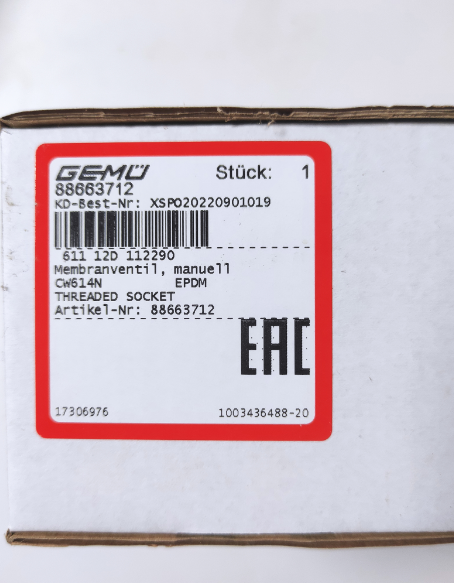 GEMÜ Stück: 1
88663712
KD-Best-Nr: XSPO20220901019
611 12D 112290
Membranventil, manuell
CW614N EPDM
THREADED SOCKET
Artikel-Nr: 88663712
EAC
17306976 1003436488-20